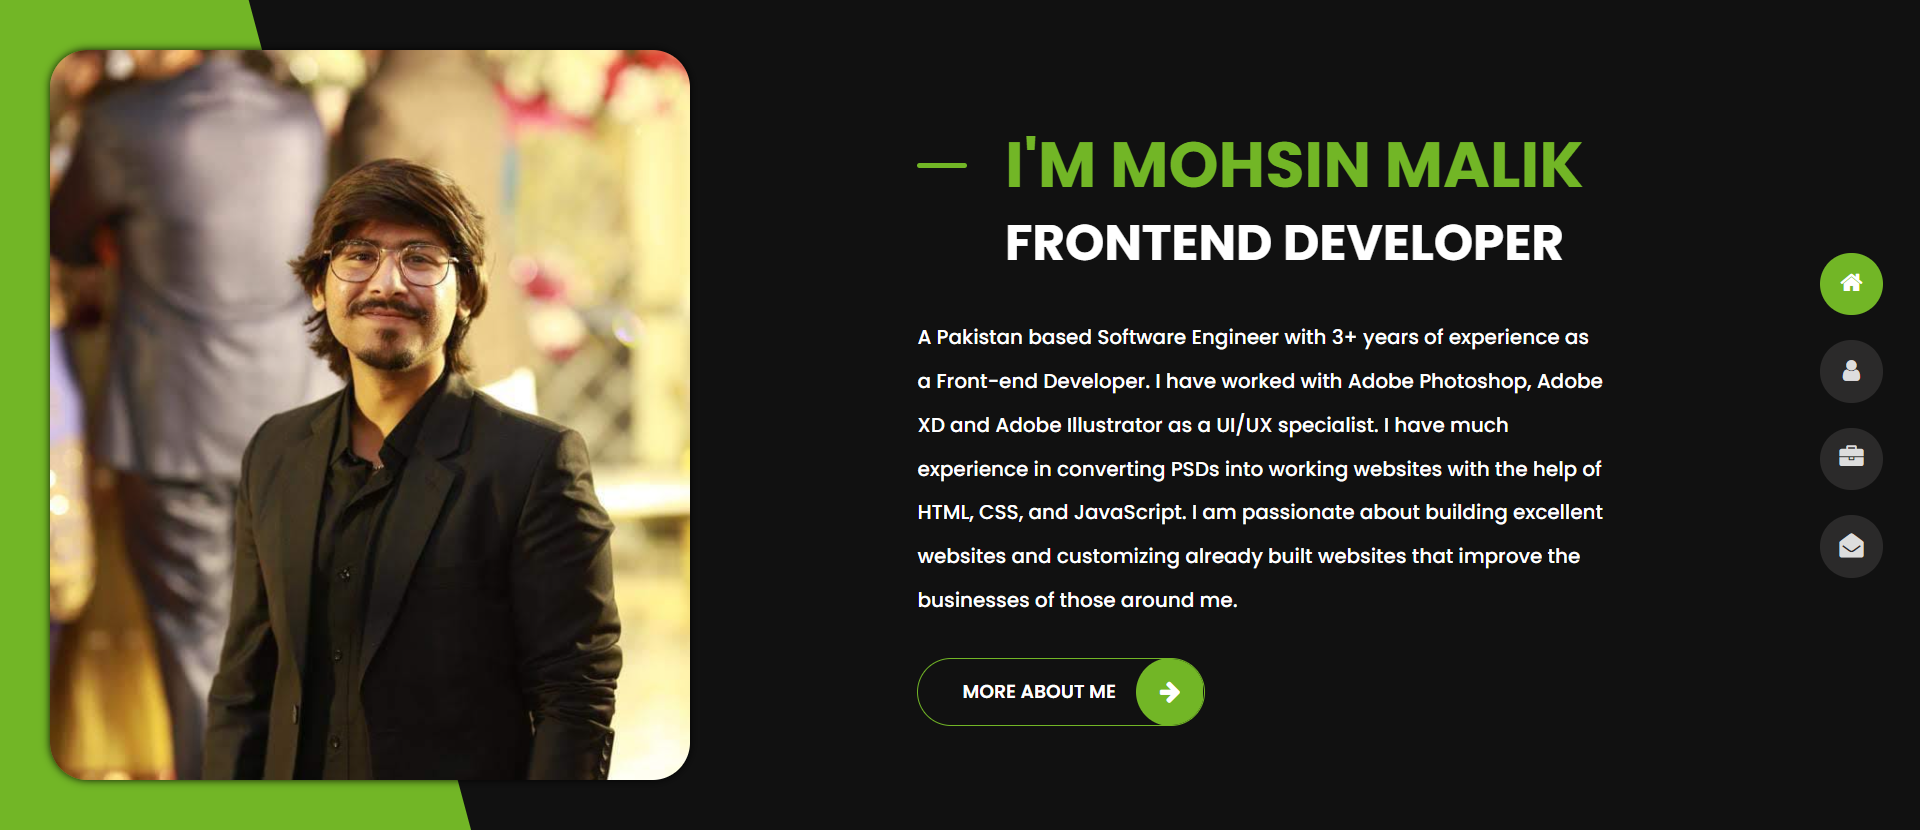 I'M MOHSIN MALIK
FRONTEND DEVELOPER
A Pakistan based Software Engineer with 3+ years of experience as
a Front-end Developer. I have worked with Adobe Photoshop, Adobe
XD and Adobe Illustrator as a UI/UX specialist. I have much
experience in converting PSDs into working websites with the help of
HTML, CSS, and JavaScript. I am passionate about building excellent
websites and customizing already built websites that improve the
businesses of those around me.
MORE ABOUT ME